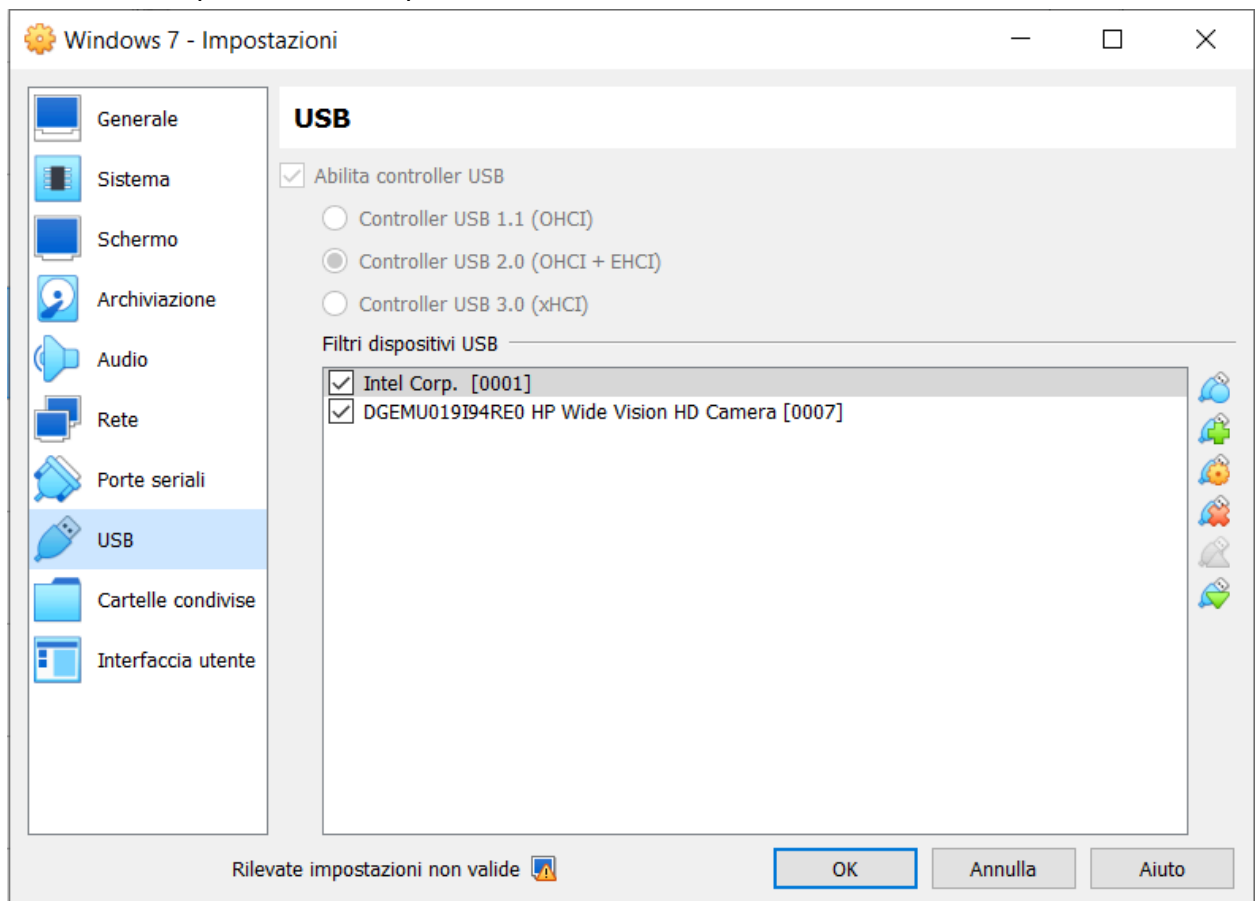 Windows 7 - Impostazioni
Generale
Sistema
Schermo
Archiviazione
Audio
Rete
Porte seriali
USB
Cartelle condivise
Interfaccia utente
USB
Abilita controller USB
Controller USB 1.1 (OHCI)
Controller USB 2.0 (OHCI + EHCI)
Controller USB 3.0 (xHCI)
Filtri dispositivi USB
Intel Corp.  [0001]
DGEMU019I94RE0 HP Wide Vision HD Camera [0007]
Rilevate impostazioni non valide
OK
Annulla
Aiuto